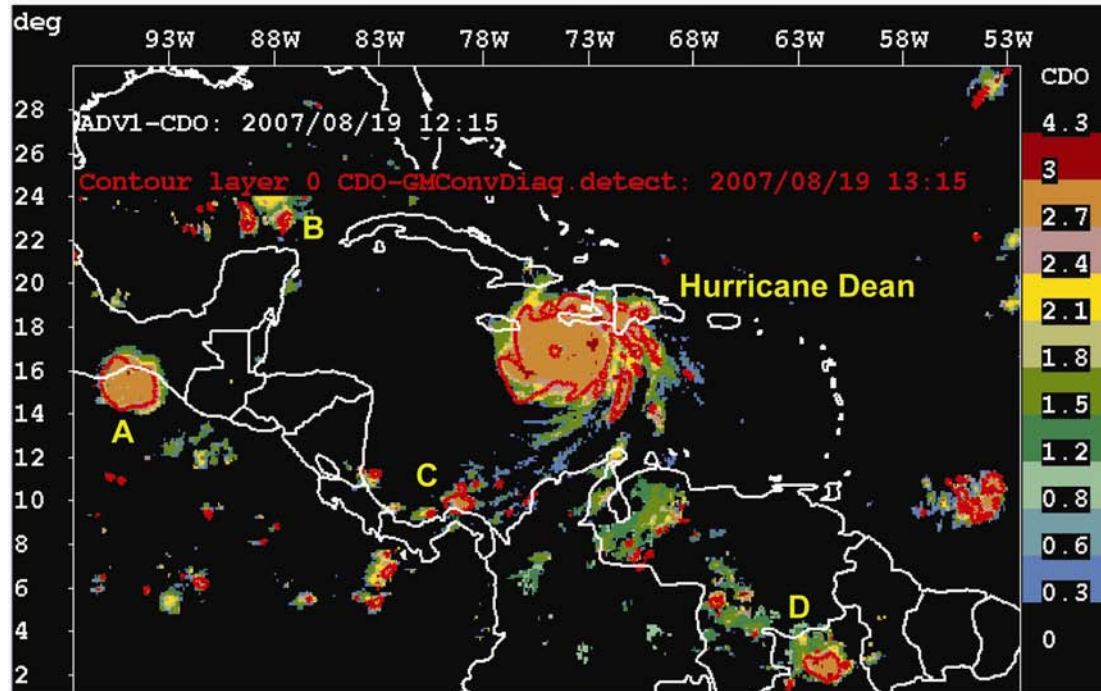 deg
93W 88W 83W 78W 73W 68W 63W 58W 53W
CDO
ADV1-CDO: 2007/08/19 12:15
Contour layer 0 CDO-GMConvDiag.detect: 2007/08/19 13:15
28
26
24
22
20
18
16
14
12
10
8
6
4
2
B
Hurricane Dean
A
C
D
4.3
3
2.7
2.4
2.1
1.8
1.5
1.2
0.8
0.6
0.3
0